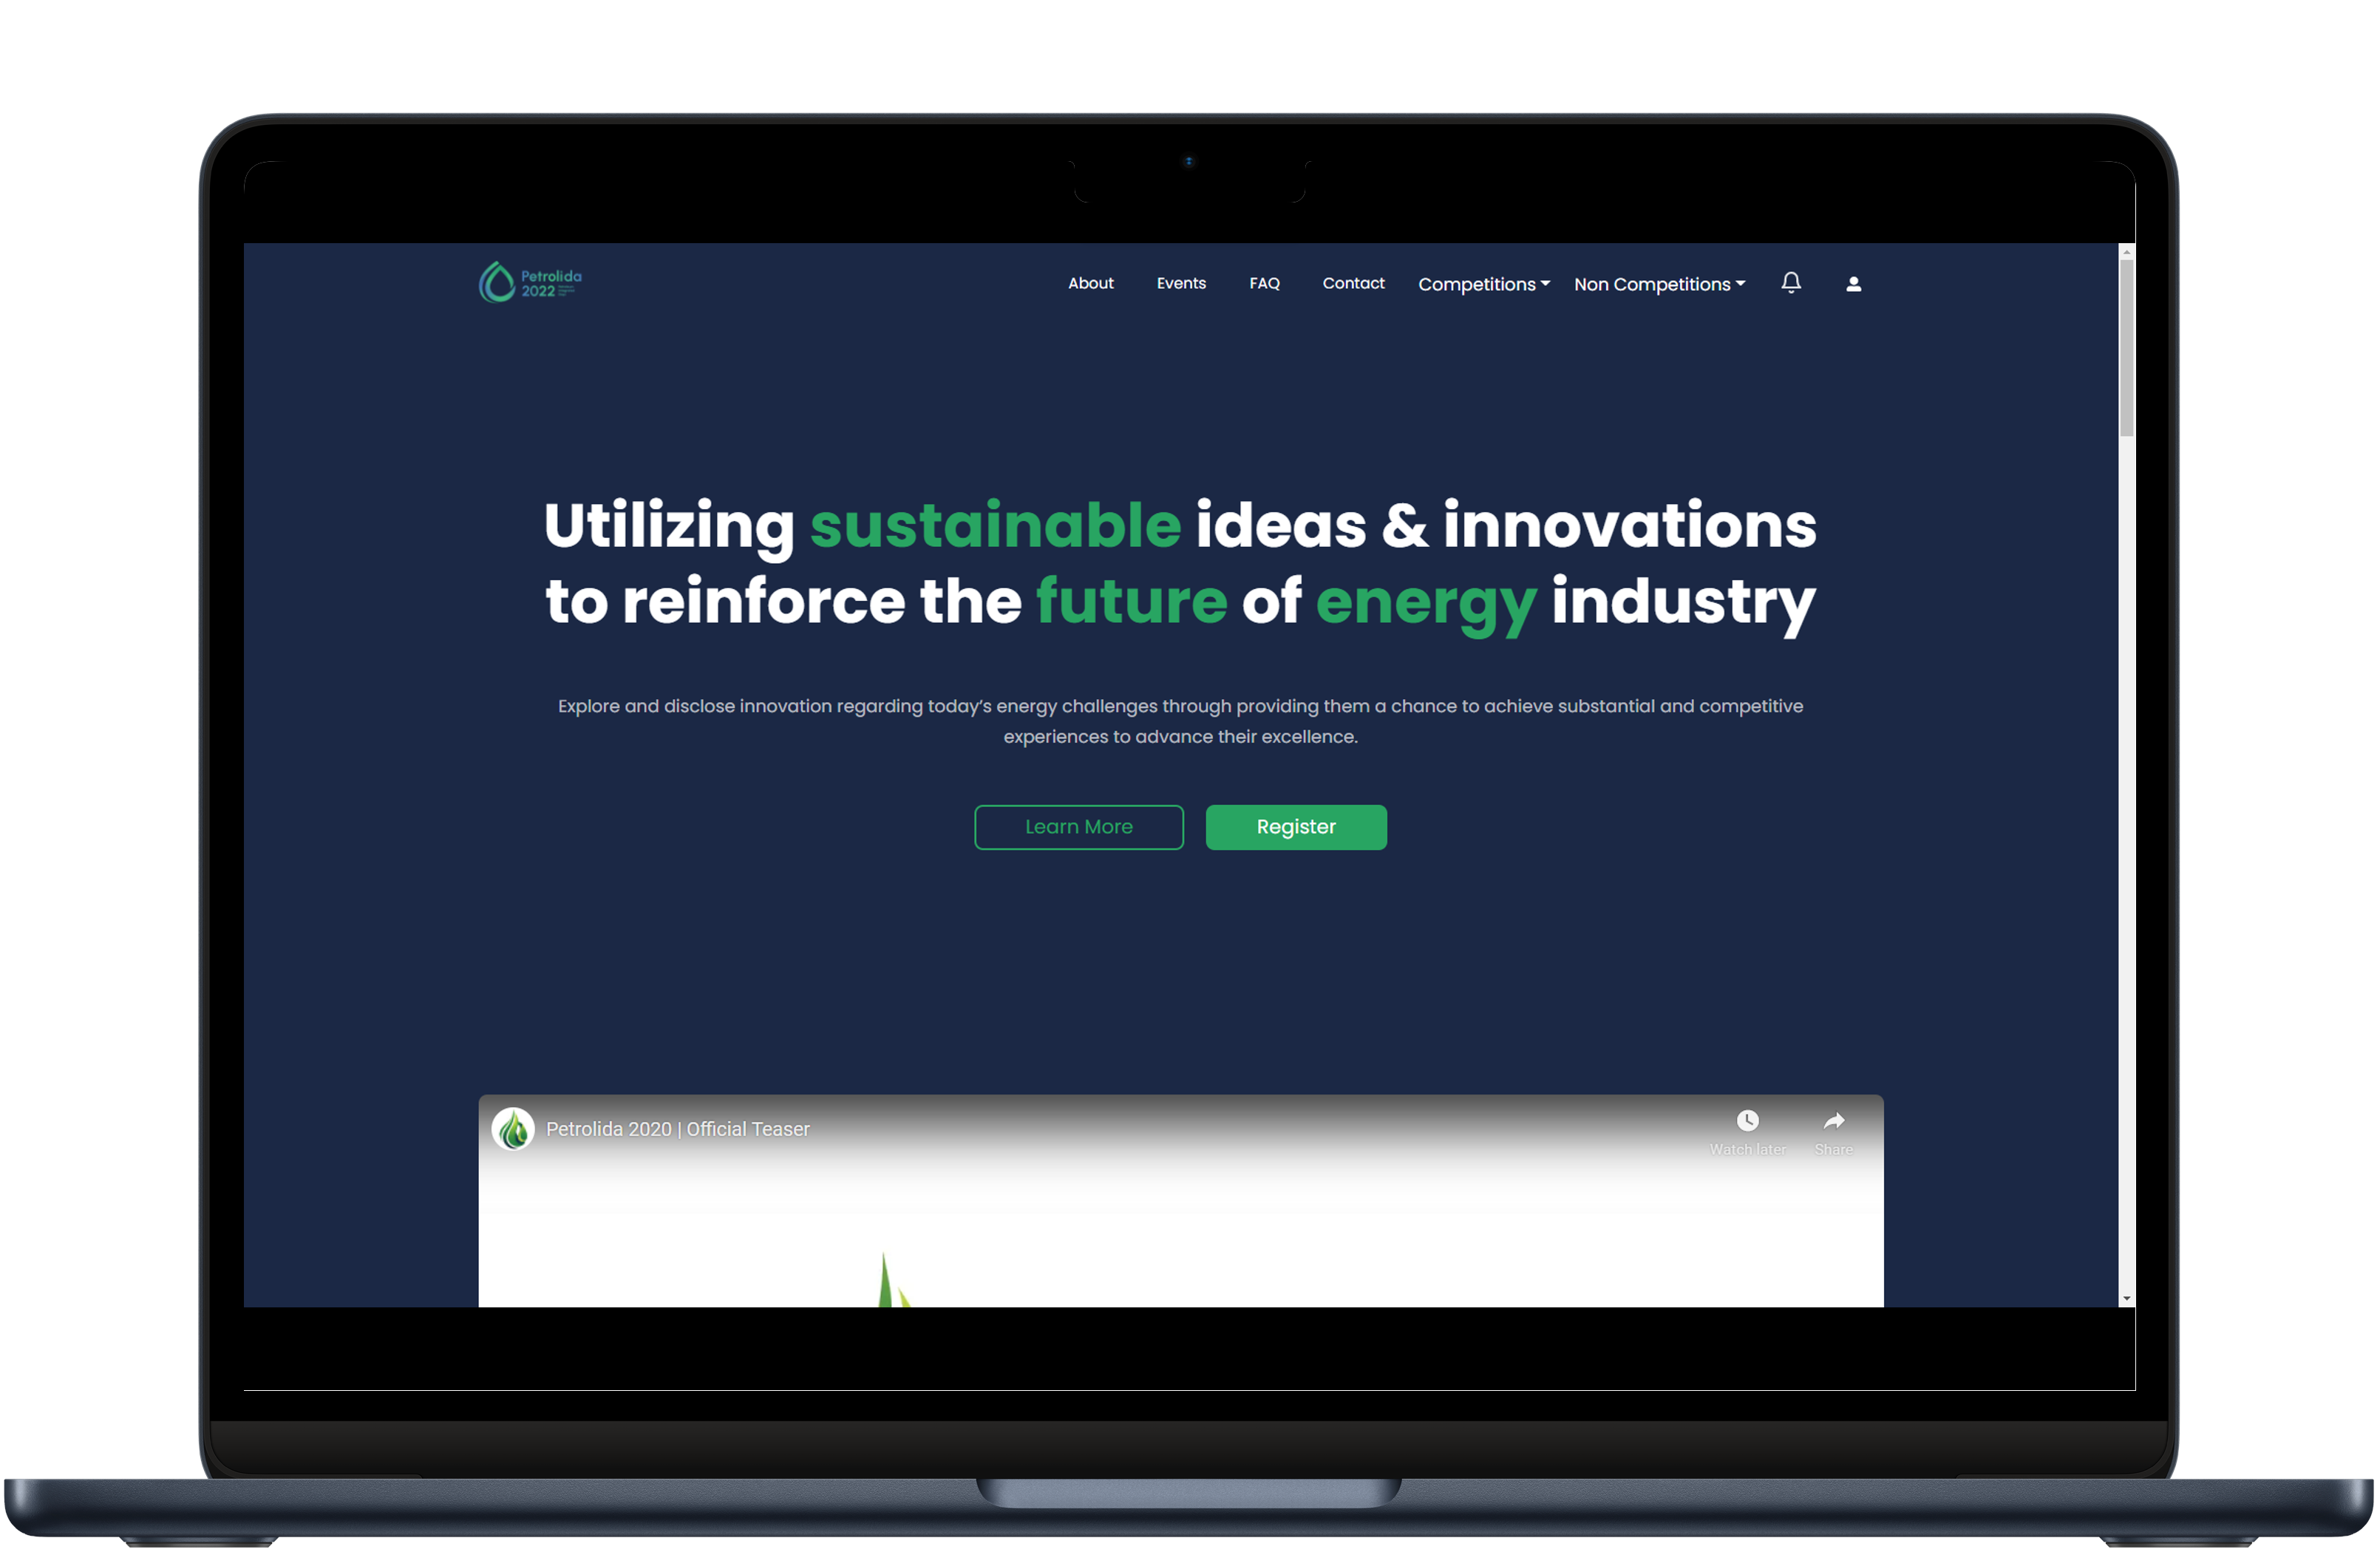 Petrolida
2022
About Events FAQ Contact Competitions Non Competitions
Utilizing sustainable ideas & innovations
to reinforce the future of energy industry
Explore and disclose innovation regarding today's energy challenges through providing them a chance to achieve substantial and competitive
experiences to advance their excellence.
Learn More Register
Petrolida 2020 | Official Teaser
Watch later Share